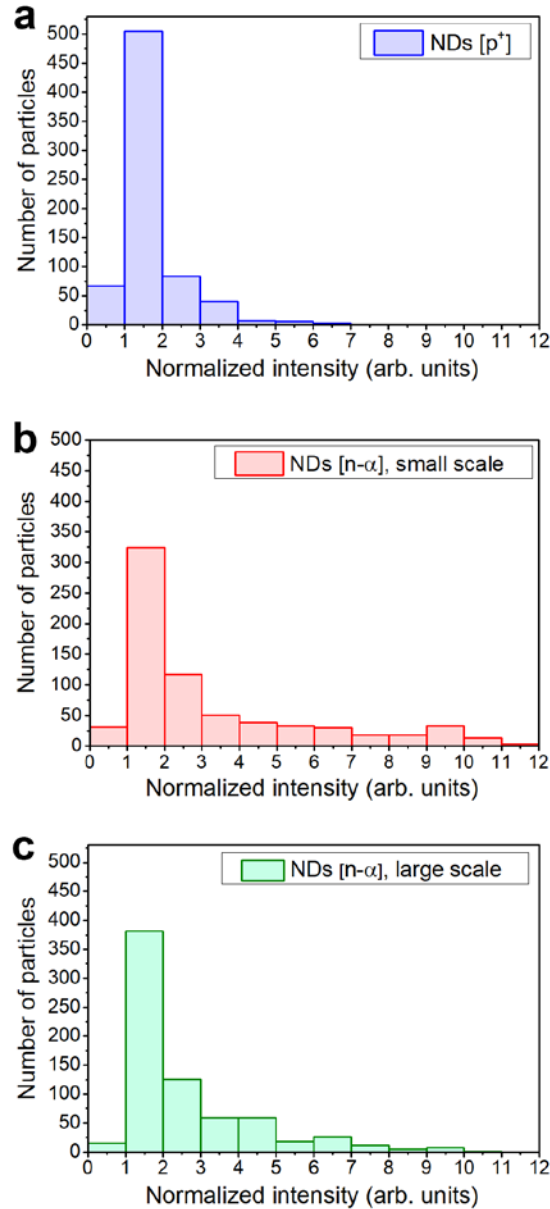 a
NDs [p+]
500
450
400
350
300
250
200
150
100
50
0
Number of particles
0 1 2 3 4 5 6 7 8 9 10 11 12
Normalized intensity (arb. units)
b
NDs [n-α], small scale
500
450
400
350
300
250
200
150
100
50
0
Number of particles
0 1 2 3 4 5 6 7 8 9 10 11 12
Normalized intensity (arb. units)
c
NDs [n-α], large scale
500
450
400
350
300
250
200
150
100
50
0
Number of particles
0 1 2 3 4 5 6 7 8 9 10 11 12
Normalized intensity (arb. units)